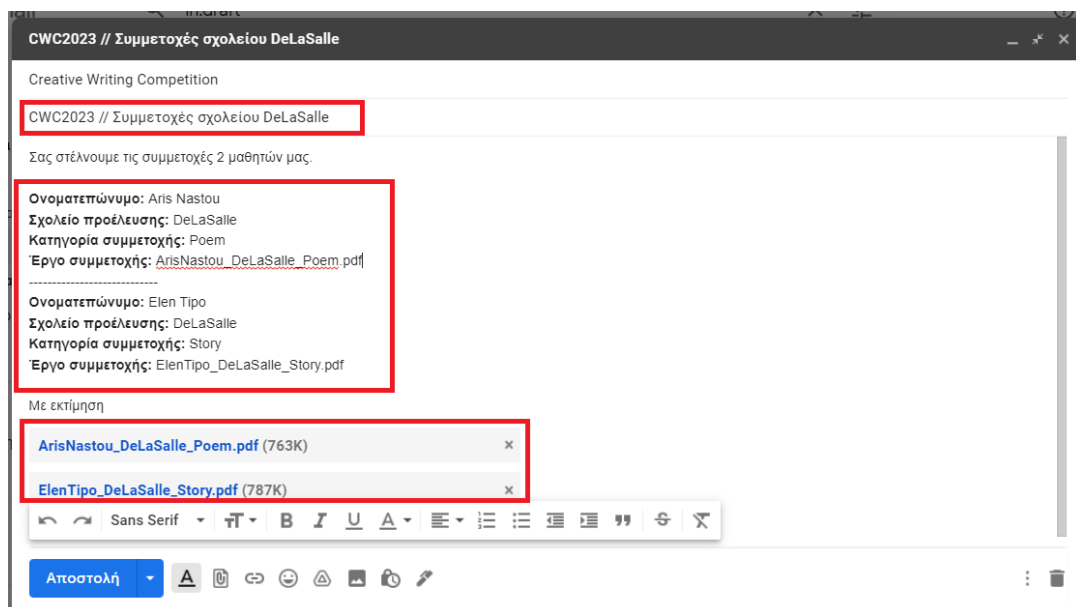 in:draft
CWC2023 // Συμμετοχές σχολείου DeLaSalle
Creative Writing Competition
CWC2023 // Συμμετοχές σχολείου DeLaSalle
Σας στέλνουμε τις συμμετοχές 2 μαθητών μας.
Ονοματεπώνυμο: Aris Nastou
Σχολείο προέλευσης: DeLaSalle
Κατηγορία συμμετοχής: Poem
Έργο συμμετοχής: ArisNastou_DeLaSalle_Poem.pdf
----------------------------
Ονοματεπώνυμο: Elen Tipo
Σχολείο προέλευσης: DeLaSalle
Κατηγορία συμμετοχής: Story
Έργο συμμετοχής: ElenTipo_DeLaSalle_Story.pdf
Με εκτίμηση
ArisNastou_DeLaSalle_Poem.pdf (763K)
ElenTipo_DeLaSalle_Story.pdf (787K)
Sans Serif
Αποστολή